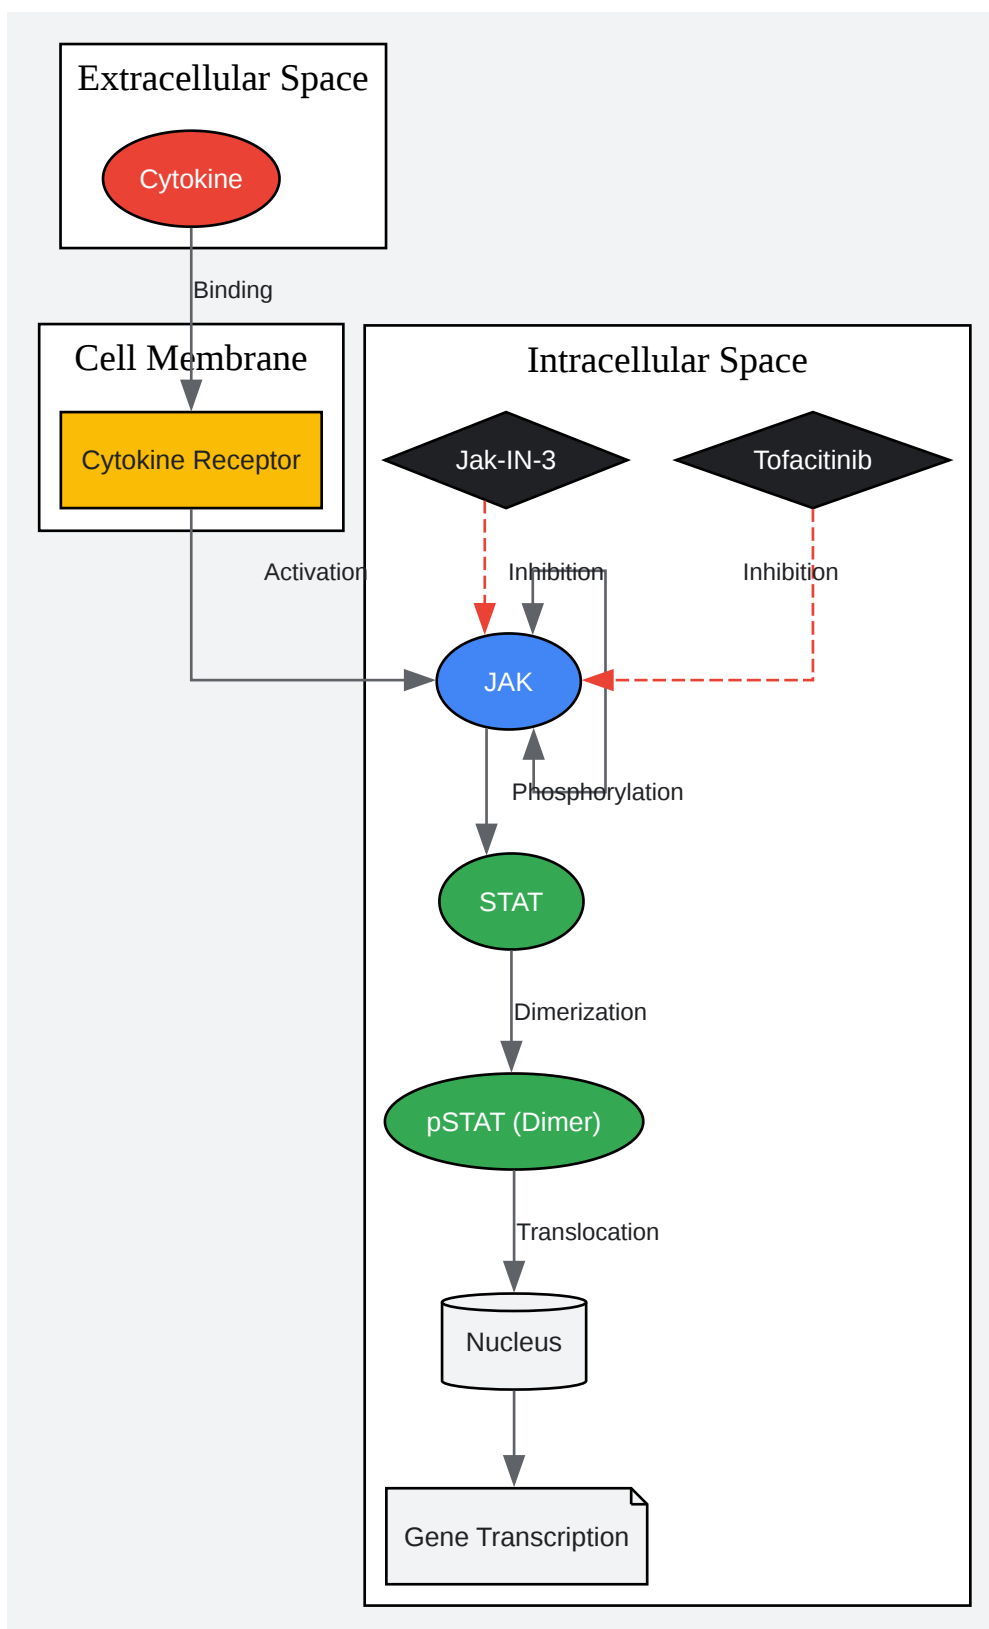 Extracellular Space
Cytokine
Binding
Cell Membrane
Cytokine Receptor
Intracellular Space
Jak-IN-3
Tofacitinib
Activation
Inhibition
Inhibition
JAK
Phosphorylation
STAT
Dimerization
pSTAT (Dimer)
Translocation
Nucleus
Gene Transcription